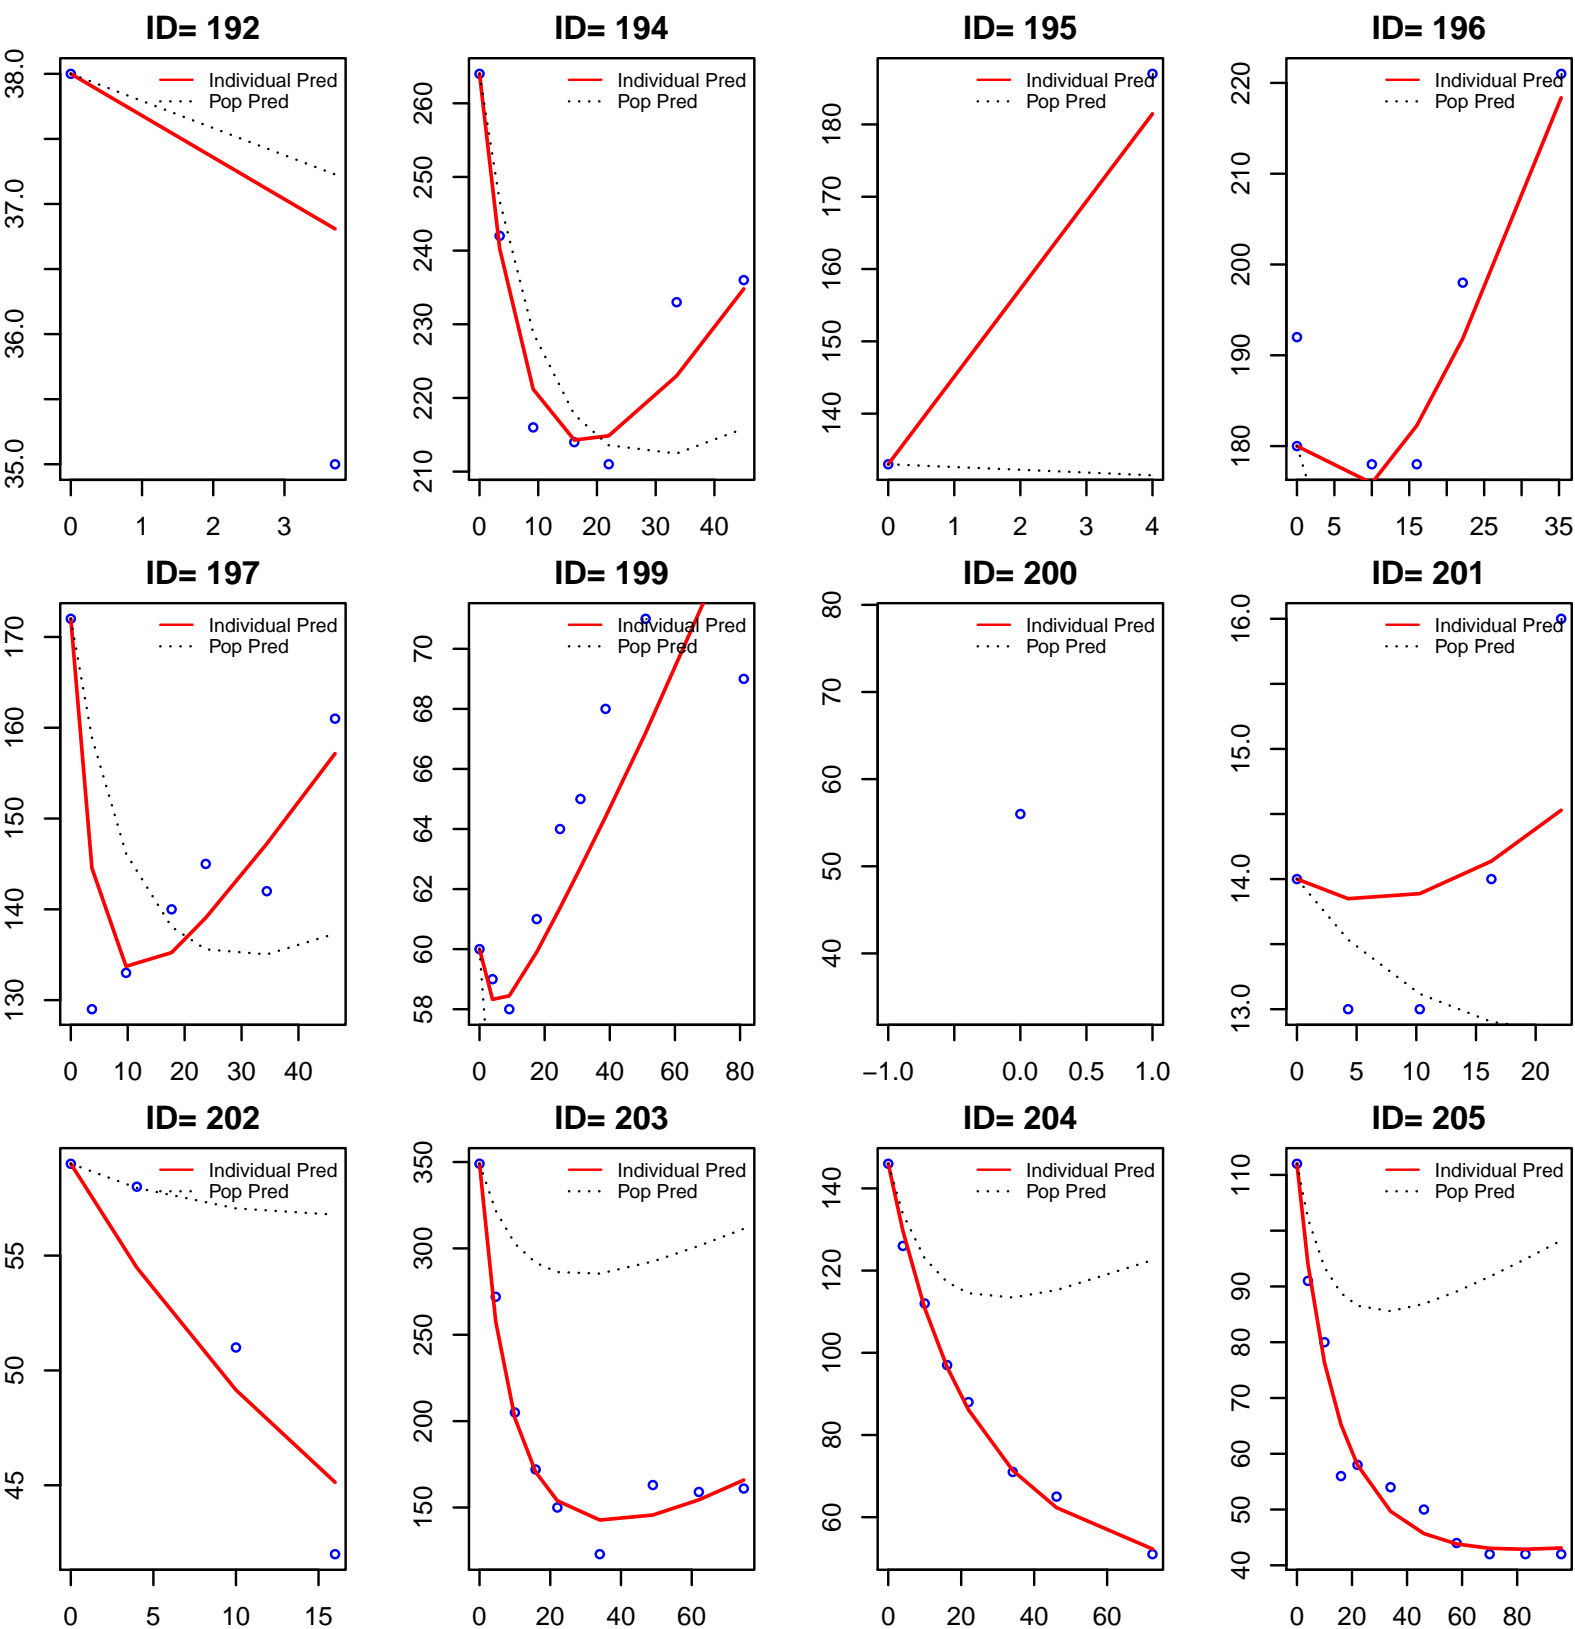 ID= 192
ID= 194
ID= 195
ID= 196
Individual Pred
Pop Pred
Individual Pred
Pop Pred
Individual Pred
Pop Pred
Individual Pred
Pop Pred
38.0
37.0
36.0
35.0
260
250
240
230
220
210
180
170
160
150
140
220
210
200
190
180
0 1 2 3
0 10 20 30 40
0 1 2 3 4
0 5 15 25 35
ID= 197
ID= 199
ID= 200
ID= 201
Individual Pred
Pop Pred
Individual Pred
Pop Pred
Individual Pred
Pop Pred
Individual Pred
Pop Pred
170
160
150
140
130
70
68
66
64
62
60
58
80
70
60
50
40
16.0
15.0
14.0
13.0
0 10 20 30 40
0 20 40 60 80
−1.0 0.0 0.5 1.0
0 5 10 15 20
ID= 202
ID= 203
ID= 204
ID= 205
Individual Pred
Pop Pred
Individual Pred
Pop Pred
Individual Pred
Pop Pred
Individual Pred
Pop Pred
55
50
45
350
300
250
200
150
140
120
100
80
60
110
90
80
70
60
50
40
0 5 10 15
0 20 40 60
0 20 40 60
0 20 40 60 80